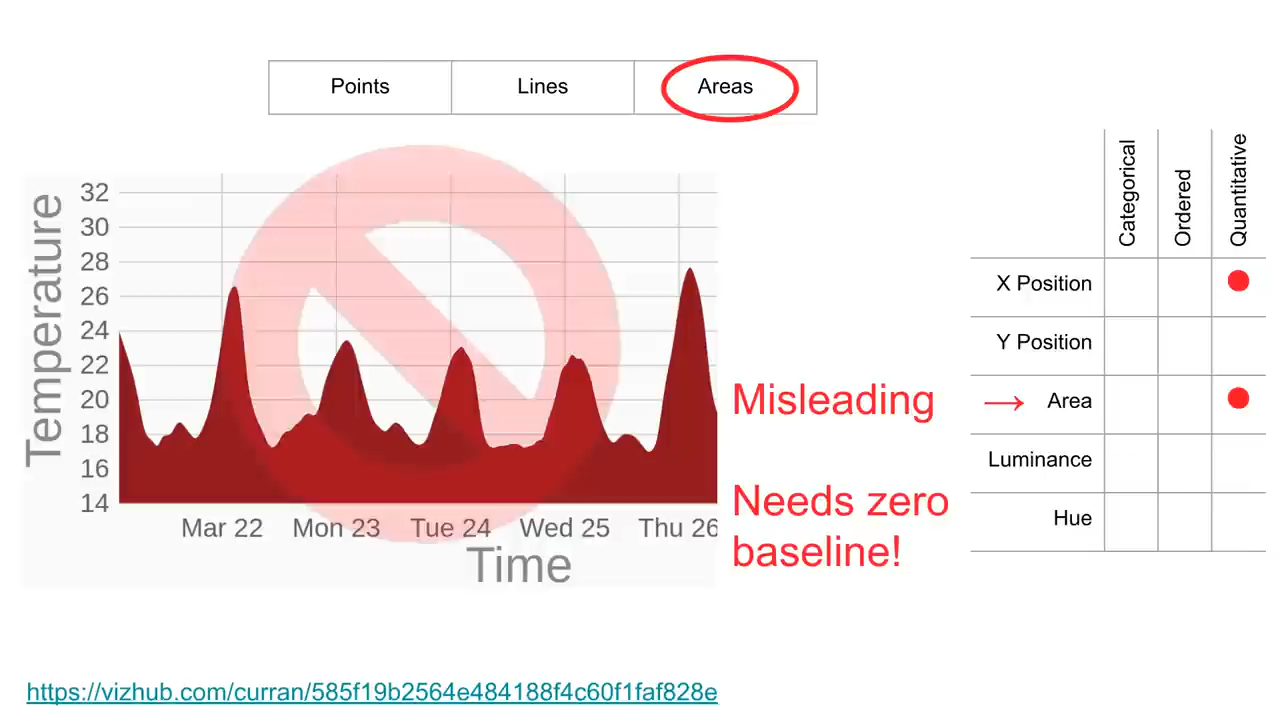 Points Lines Areas
Categorical
Ordered
Quantitative
Temperature
32
30
28
26
24
22
20
18
16
14
Mar 22 Mon 23 Tue 24 Wed 25 Thu 26
Time
Misleading
Needs zero
baseline!
X Position
Y Position
→ Area
Luminance
Hue
https://vizhub.com/curran/585f19b2564e484188f4c60f1faf828e